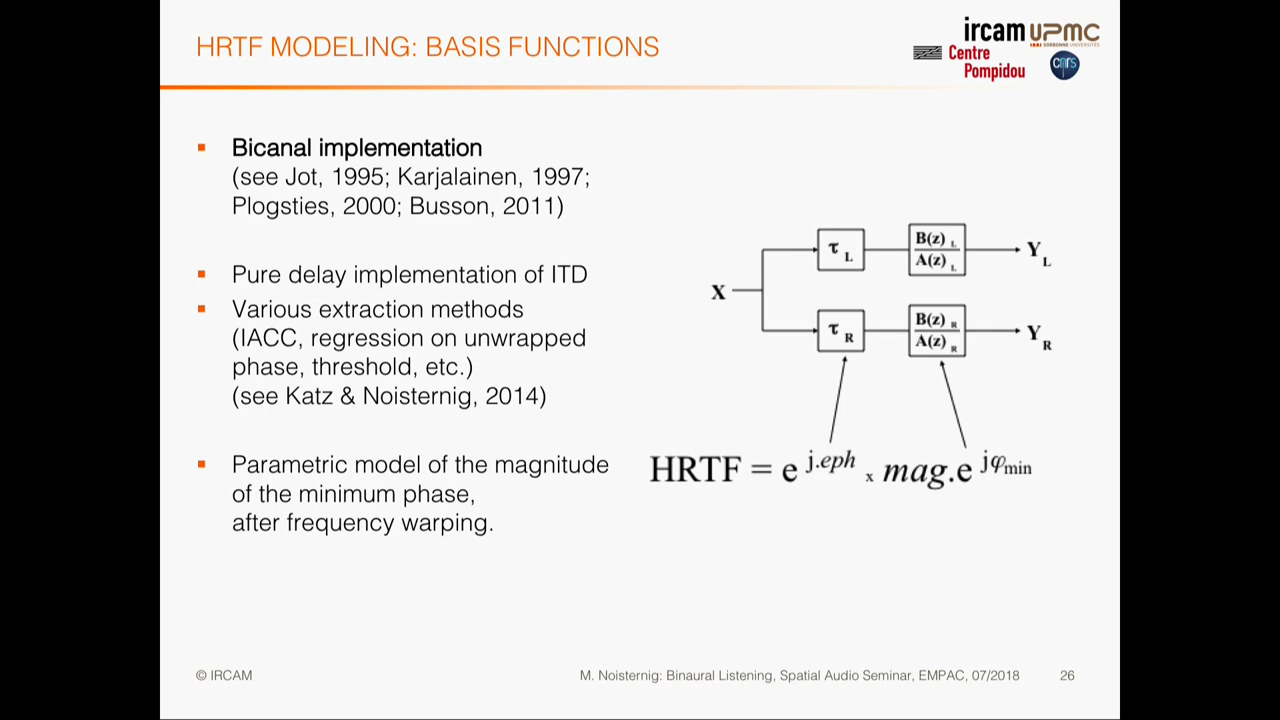 HRTF MODELING: BASIS FUNCTIONS
ircam UPMC
SORBONNE UNIVERSITÉS
Centre
Pompidou
cnrs
▪ Bicanal implementation
(see Jot, 1995; Karjalainen, 1997;
Plogsties, 2000; Busson, 2011)
▪ Pure delay implementation of ITD
▪ Various extraction methods
(IACC, regression on unwrapped
phase, threshold, etc.)
(see Katz & Noisternig, 2014)
▪ Parametric model of the magnitude
of the minimum phase,
after frequency warping.
X
τ L
B(z) L
A(z) L
Y L
τ R
B(z) R
A(z) R
Y R
HRTF = e j.eph x mag.e jφmin
© IRCAM
M. Noisternig: Binaural Listening, Spatial Audio Seminar, EMPAC, 07/2018
26